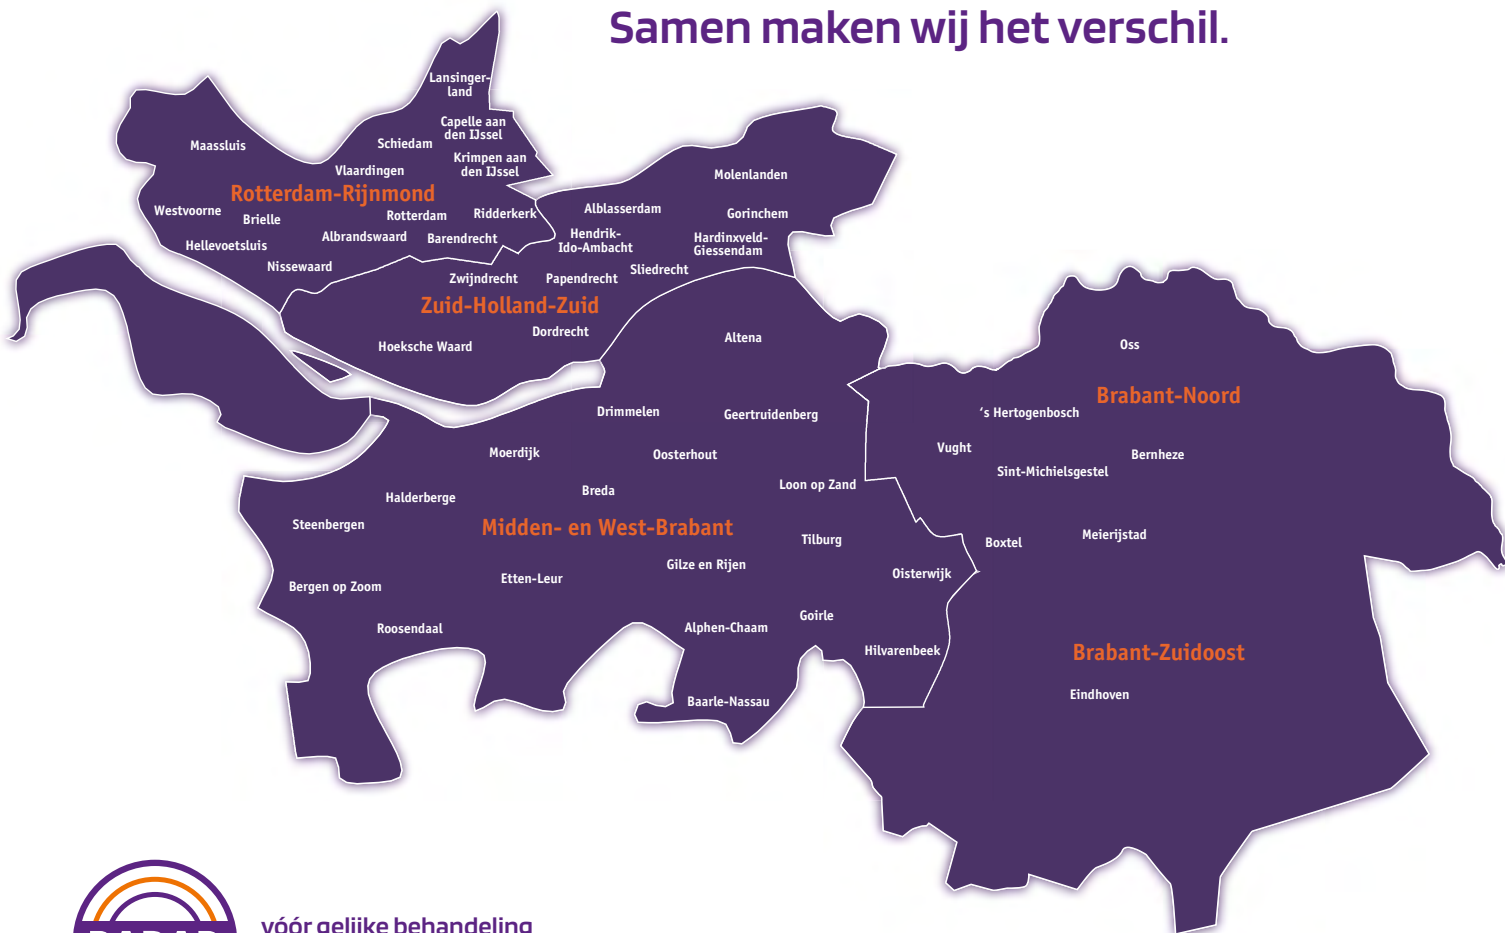 Samen maken wij het verschil.
Lansinger-
land
Capelle aan
den IJssel
Schiedam
Maassluis
Krimpen aan
den IJssel
Vlaardingen
Rotterdam-Rijnmond
Westvoorne
Brielle
Rotterdam
Ridderkerk
Albrandswaard
Barendrecht
Hellevoetsluis
Nissewaard
Molenlanden
Alblasserdam
Gorinchem
Hendrik-
Ido-Ambacht
Hardinxveld-
Giessendam
Sliedrecht
Zwijndrecht
Papendrecht
Zuid-Holland-Zuid
Dordrecht
Hoeksche Waard
Altena
Drimmelen
Geertruidenberg
Moerdijk
Oosterhout
Loon op Zand
Halderberge
Breda
Steenbergen
Midden- en West-Brabant
Tilburg
Gilze en Rijen
Oisterwijk
Etten-Leur
Bergen op Zoom
Goirle
Roosendaal
Alphen-Chaam
Hilvarenbeek
Baarle-Nassau
Oss
Brabant-Noord
‘s Hertogenbosch
Vught
Bernheze
Sint-Michielsgestel
Boxtel
Meierijstad
Brabant-Zuidoost
Eindhoven
RADAR
vóór gelijke behandeling